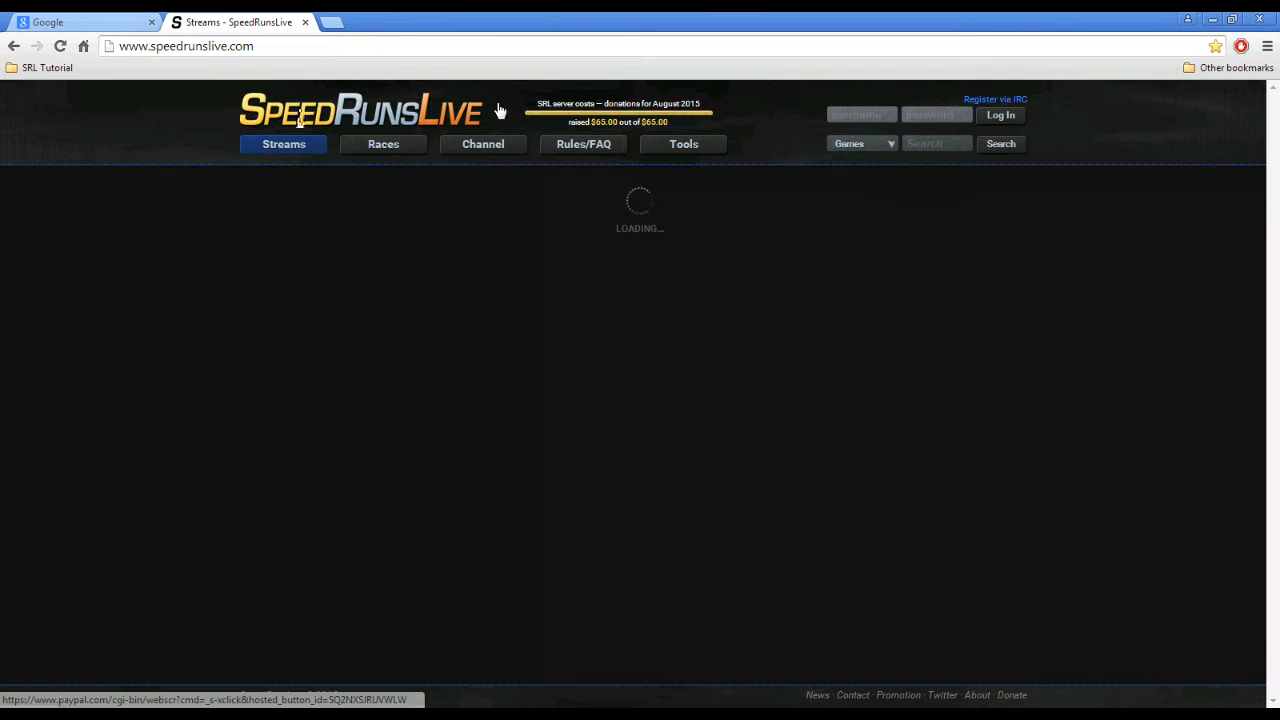 Google
Streams - SpeedRunsLive
www.speedrunslive.com
SRL Tutorial
Other bookmarks
SPEEDRUNSLIVE
SRL server costs — donations for August 2015
raised $65.00 out of $65.00
Register via IRC
username
password
Log In
Streams
Races
Channel
Rules/FAQ
Tools
Games
Search
Search
LOADING...
https://www.paypal.com/cgi-bin/webscr?cmd=_s-xclick&hosted_button_id=SQ2NXSJRUVWLW
News · Contact · Promotion · Twitter · About · Donate